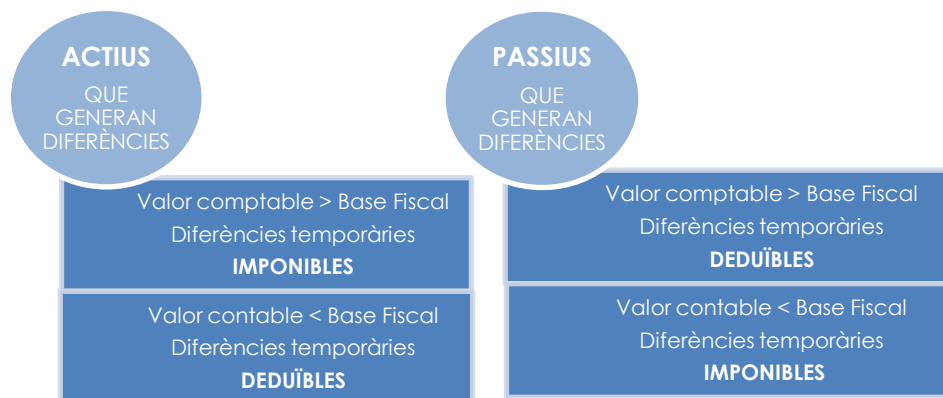 ACTIUS
QUE
GENERAN
DIFERÈNCIES
Valor comptable > Base Fiscal
Diferències temporàries
IMPONIBLES
Valor contable < Base Fiscal
Diferències temporàries
DEDUÏBLES
PASSIUS
QUE
GENERAN
DIFERÈNCIES
Valor comptable > Base Fiscal
Diferències temporàries
DEDUÏBLES
Valor contable < Base Fiscal
Diferències temporàries
IMPONIBLES